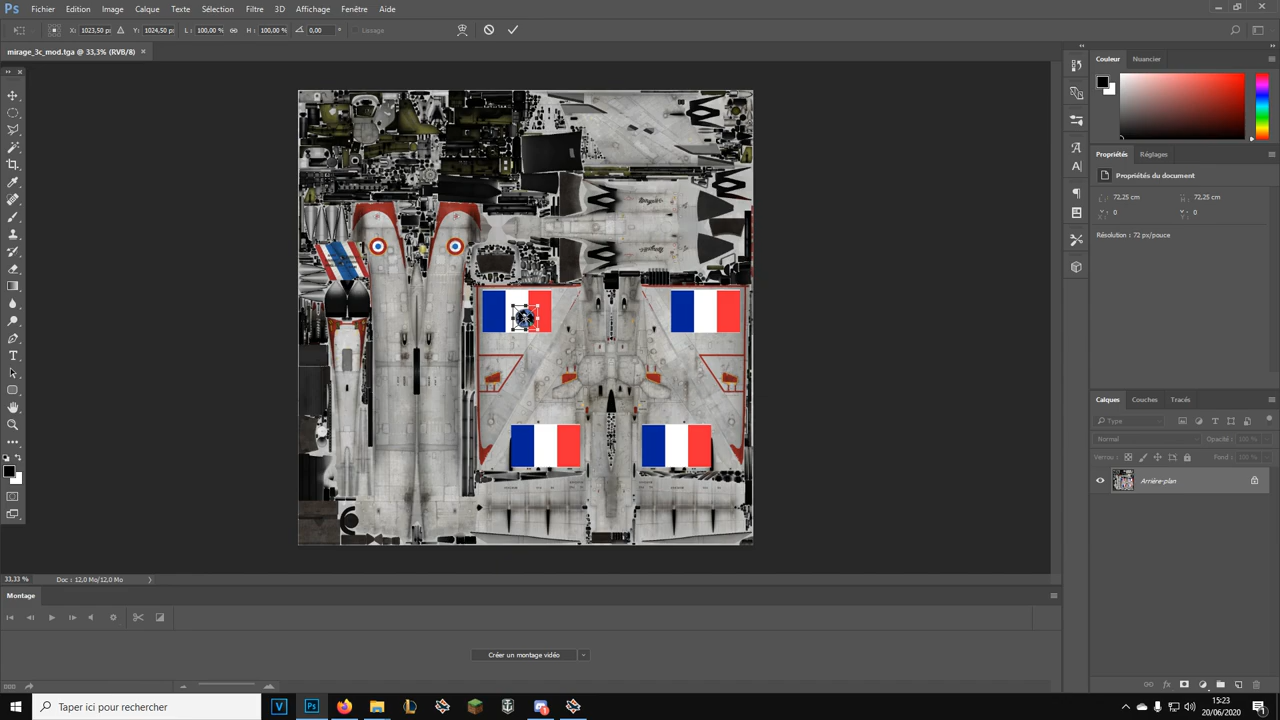 Ps Fichier Edition Image Calque Texte Sélection Filtre 3D Affichage Fenêtre Aide
X: 1023,50 px Y: 1024,50 px L: 100,00 % H: 100,00 % 0,00 ° Lissage
mirage_3c_mod.tga @ 33,3% (RVB/8) ×
Couleur Nuancier
Propriétés Réglages
Propriétés du document
L: 72,25 cm H: 72,25 cm
X: 0 Y: 0
Résolution : 72 px/pouce
Calques Couches Tracés
Type
Normal Opacité : 100 %
Verrou : Fond : 100 %
Arrière-plan
33,33 % Doc : 12,0 Mo/12,0 Mo
Montage
Créer un montage vidéo
Taper ici pour rechercher
15:23
20/06/2020